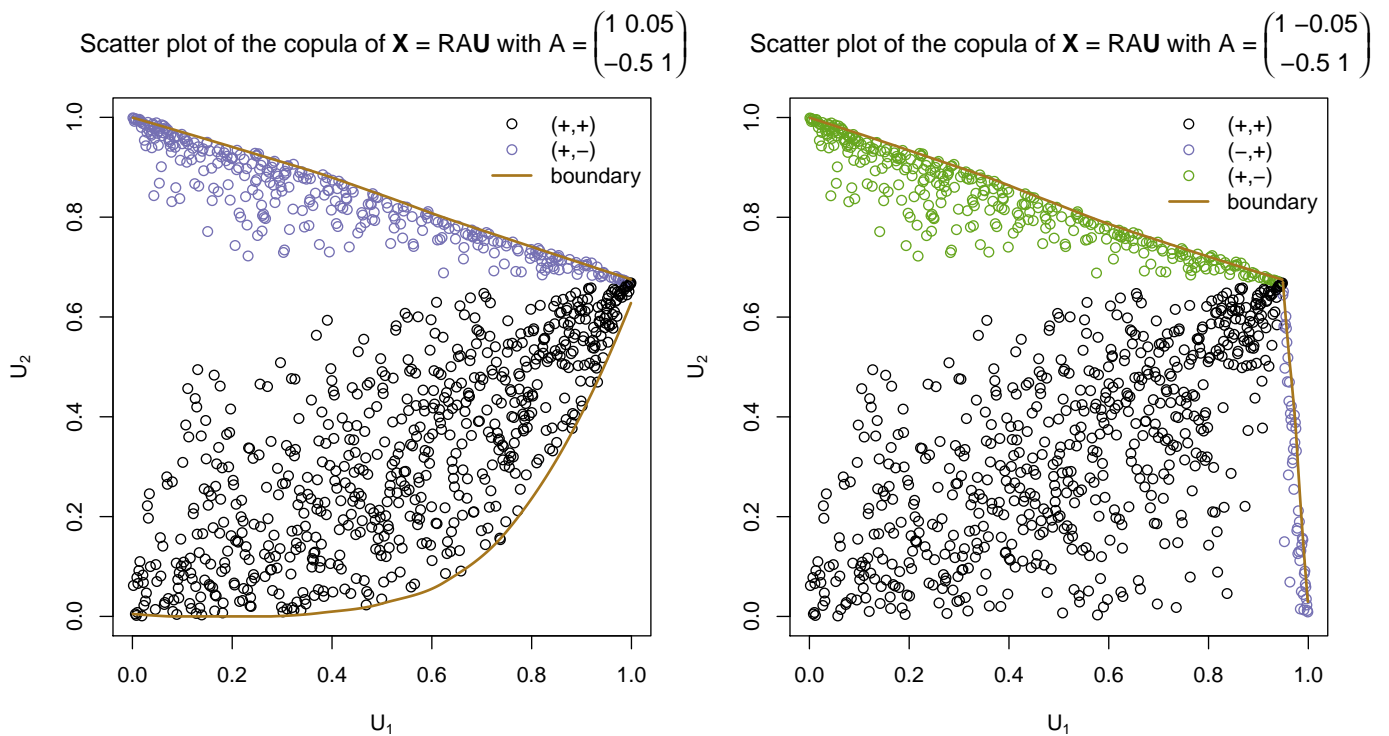 Scatter plot of the copula of X = RAU with A = (1 0.05
−0.5 1)
1.0
0.8
0.6
0.4
0.2
0.0
U2
(+,+)
(+,−)
boundary
0.0 0.2 0.4 0.6 0.8 1.0
U1
Scatter plot of the copula of X = RAU with A = (1 −0.05
−0.5 1)
1.0
0.8
0.6
0.4
0.2
0.0
U2
(+,+)
(−,+)
(+,−)
boundary
0.0 0.2 0.4 0.6 0.8 1.0
U1